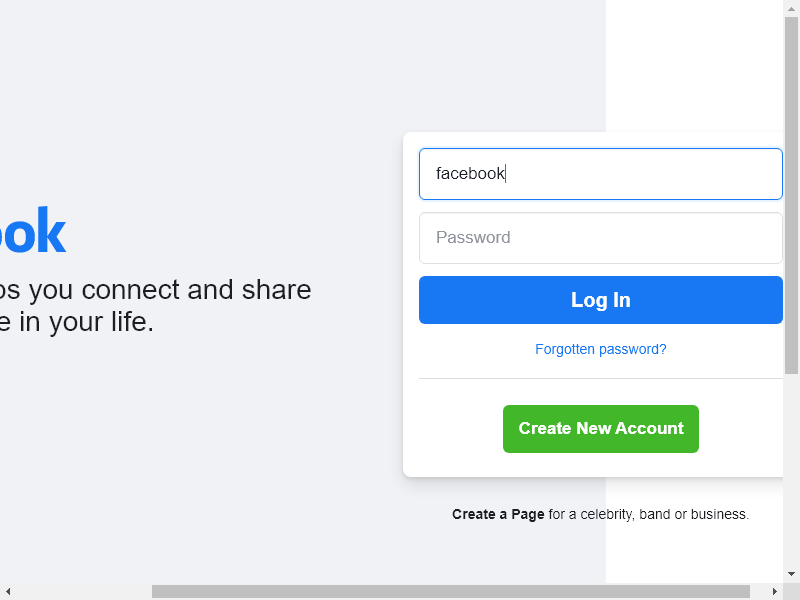 facebook
Password
ook
Log In
os you connect and share
e in your life.
Forgotten password?
Create New Account
Create a Page for a celebrity, band or business.